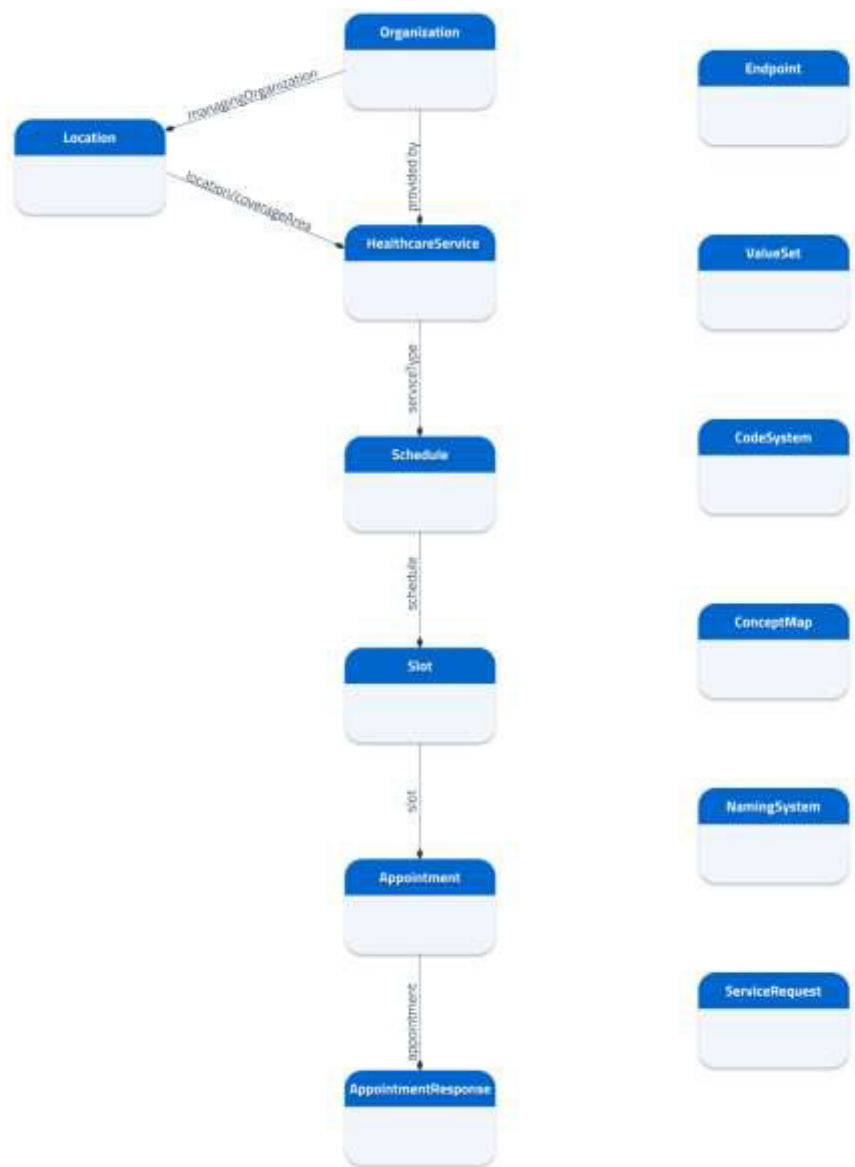 Organization
Endpoint
managingOrganization
Location
provided by
location/coverageArea
HealthcareService
ValueSet
serviceType
Schedule
CodeSystem
schedule
Slot
ConceptMap
slot
NamingSystem
Appointment
ServiceRequest
appointment
AppointmentResponse